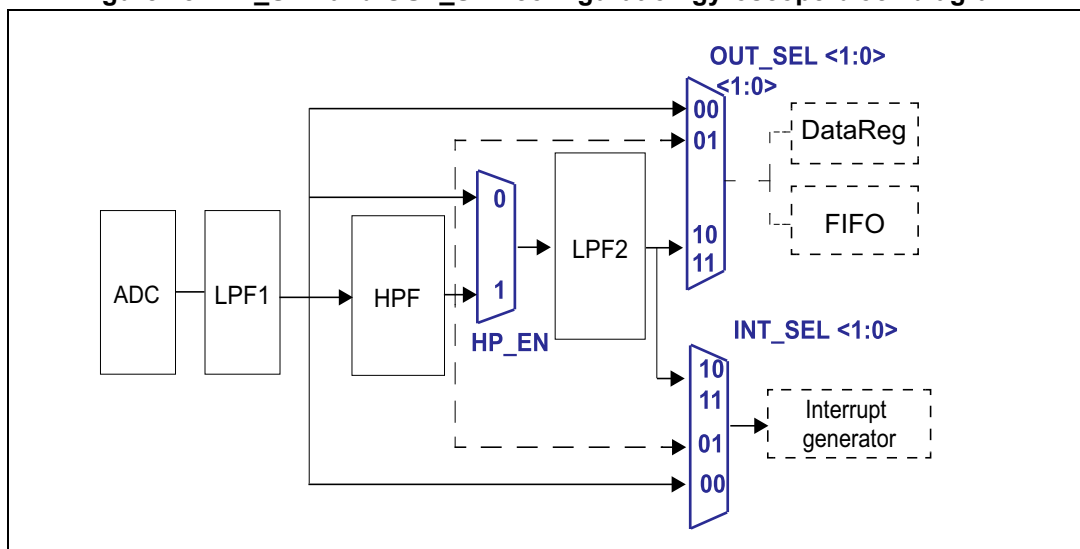 OUT_SEL <1:0>
<1:0>
00
01
DataReg
0
10
11
FIFO
ADC
LPF1
HPF
1
LPF2
HP_EN
INT_SEL <1:0>
10
11
01
00
Interrupt
generator